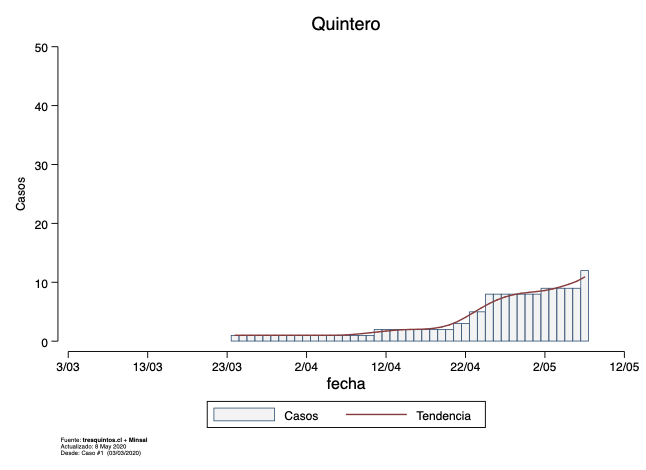 Quintero
50
40
30
20
10
0
Casos
3/03 13/03 23/03 2/04 12/04 22/04 2/05 12/05
fecha
Casos Tendencia
Fuente: tresquintos.cl + Minsal
Actualizado: 8 May 2020
Desde: Caso #1 (03/03/2020)